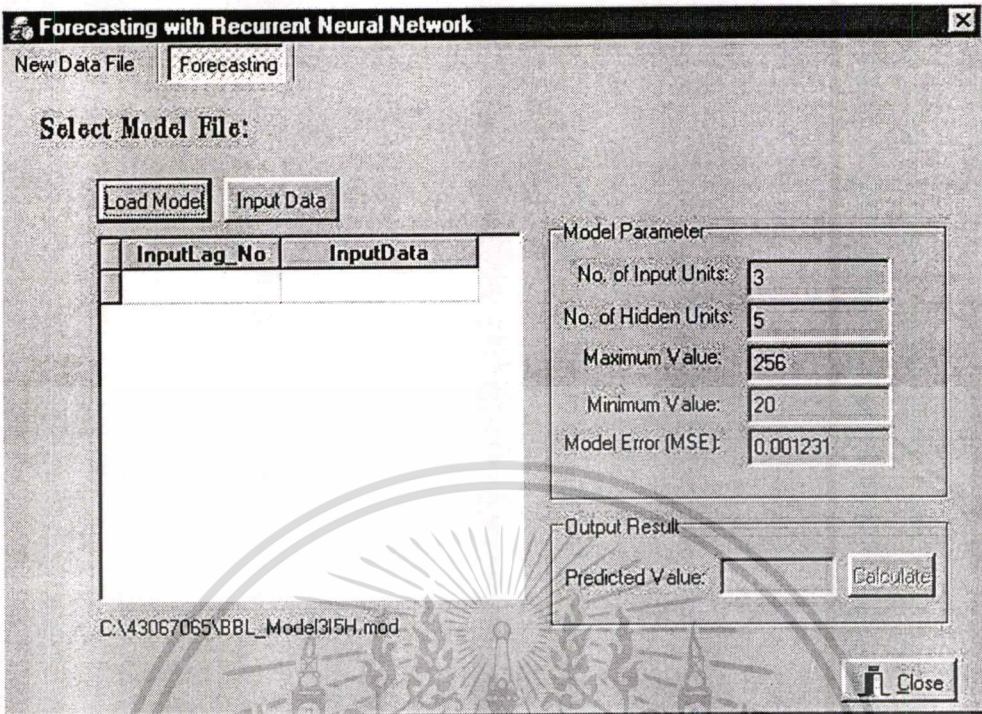 Forecasting with Recurrent Neural Network
New Data File
Forecasting
Select Model File:
Load Model
Input Data
InputLag_No
InputData
Model Parameter
No. of Input Units: 3
No. of Hidden Units: 5
Maximum Value: 256
Minimum Value: 20
Model Error (MSE): 0.001231
Output Result
Predicted Value:
Calculate
C:\43067065\BBL_Model3I5H.mod
Close